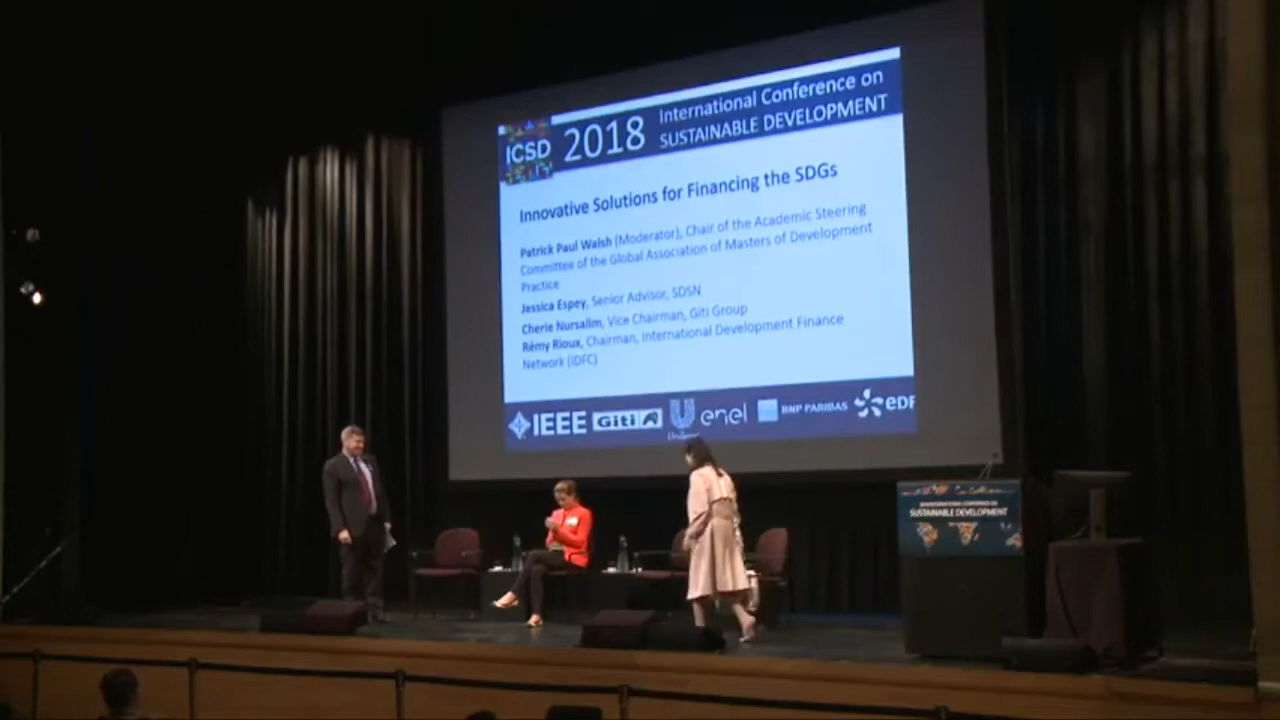 ICSD
2018
International Conference on
SUSTAINABLE DEVELOPMENT
Innovative Solutions for Financing the SDGs
Patrick Paul Walsh (Moderator), Chair of the Academic Steering
Committee of the Global Association of Masters of Development
Practice
Jessica Espey, Senior Advisor, SDSN
Cherie Nursalim, Vice Chairman, Giti Group
Rémy Rioux, Chairman, International Development Finance
Network (IDFC)
IEEE Giti Unilever enel BNP PARIBAS eDF
SUSTAINABLE DEVELOPMENT